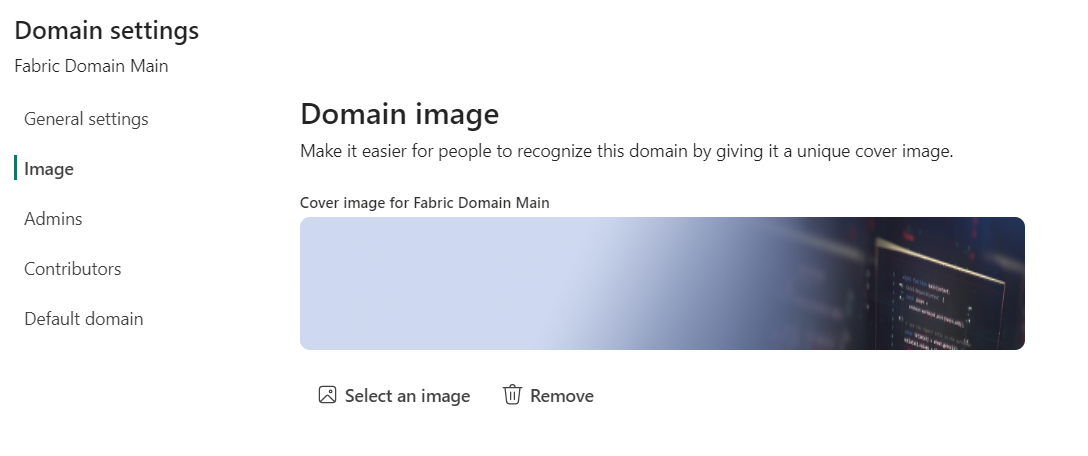 Domain settings
Fabric Domain Main
General settings
Image
Admins
Contributors
Default domain
Domain image
Make it easier for people to recognize this domain by giving it a unique cover image.
Cover image for Fabric Domain Main
Select an image
Remove